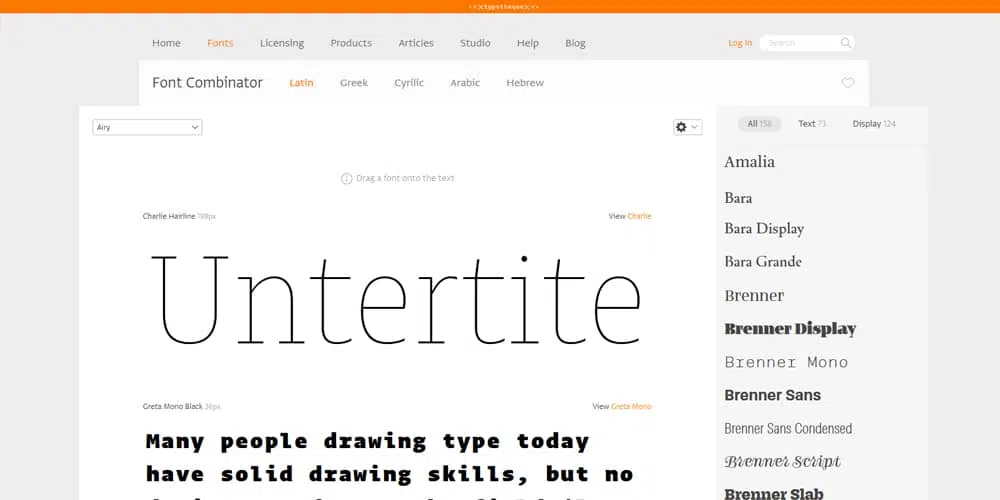 typotheque
Home Fonts Licensing Products Articles Studio Help Blog Log In Search
Font Combinator Latin Greek Cyrillic Arabic Hebrew
Airy
All 158 Text 73 Display 124
Drag a font onto the text
Charlie Hairline 188px View Charlie
Untertite
Greta Mono Black 36px View Greta Mono
Many people drawing type today
have solid drawing skills, but no
Amalia
Bara
Bara Display
Bara Grande
Brenner
Brenner Display
Brenner Mono
Brenner Sans
Brenner Sans Condensed
Brenner Script
Brenner Slab